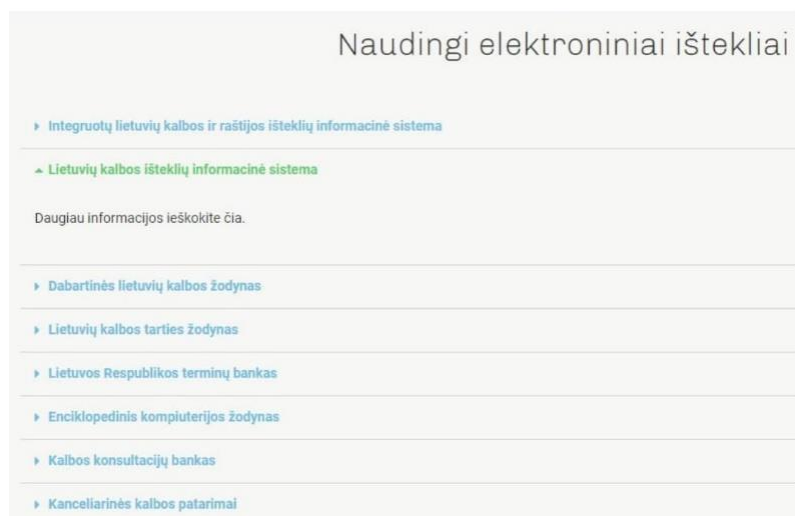 Naudingi elektroniniai ištekliai
Integruotų lietuvių kalbos ir raštijos išteklių informacinė sistema
Lietuvių kalbos išteklių informacinė sistema
Daugiau informacijos ieškokite čia.
Dabartinės lietuvių kalbos žodynas
Lietuvių kalbos tarties žodynas
Lietuvos Respublikos terminų bankas
Enciklopedinis kompiuterijos žodynas
Kalbos konsultacijų bankas
Kanceliarinės kalbos patarimai